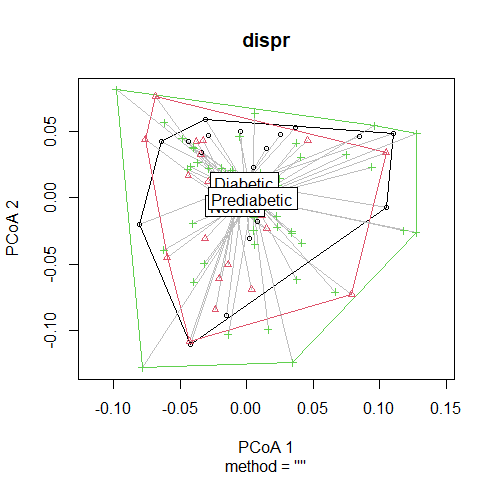 dispr
0.05
0.00
-0.05
-0.10
PCoA 2
Diabetic
Prediabetic
Normal
-0.10
-0.05
0.00
0.05
0.10
0.15
PCoA 1
method = ""